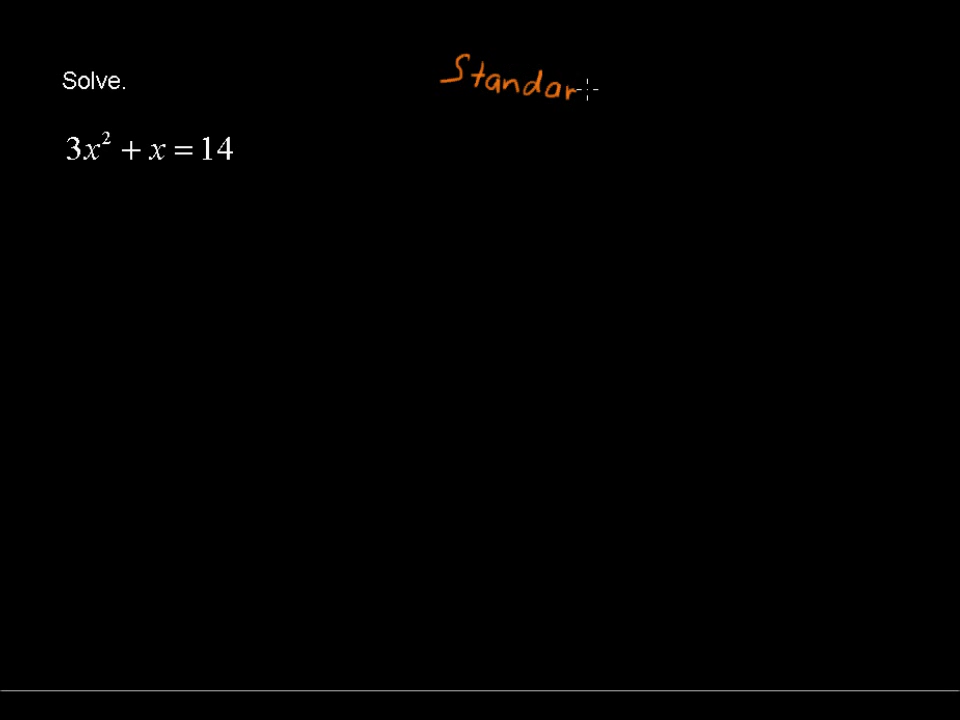 Solve.
Standar
3x² + x = 14